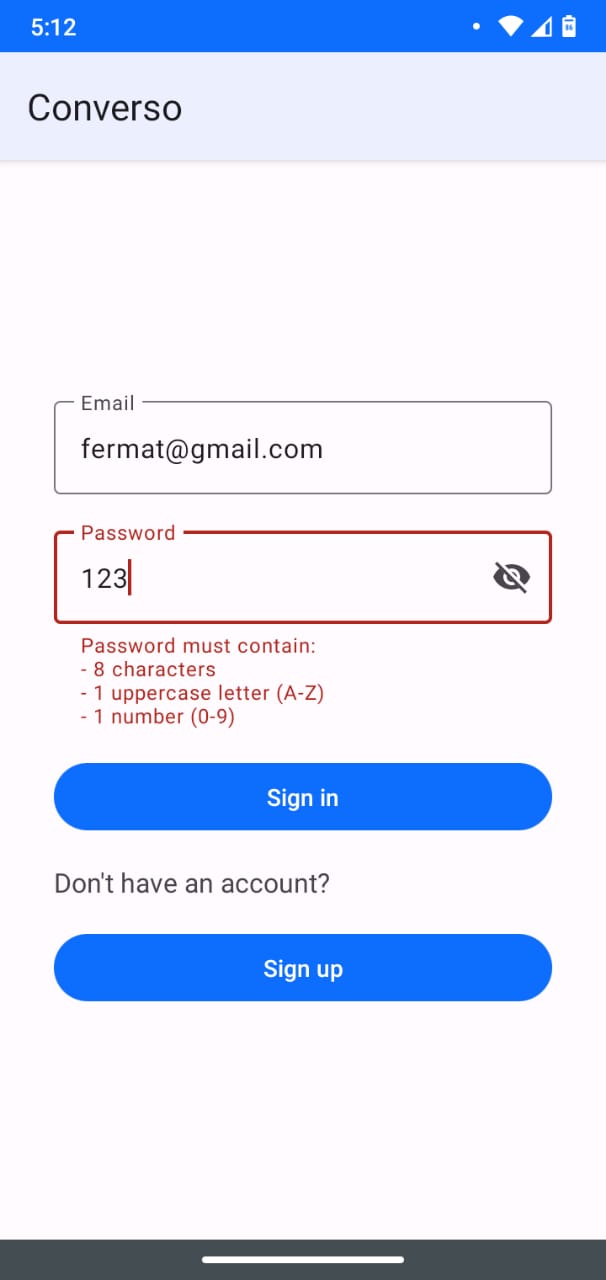 5:12
Converso
Email
fermat@gmail.com
Password
123
Password must contain:
- 8 characters
- 1 uppercase letter (A-Z)
- 1 number (0-9)
Sign in
Don't have an account?
Sign up